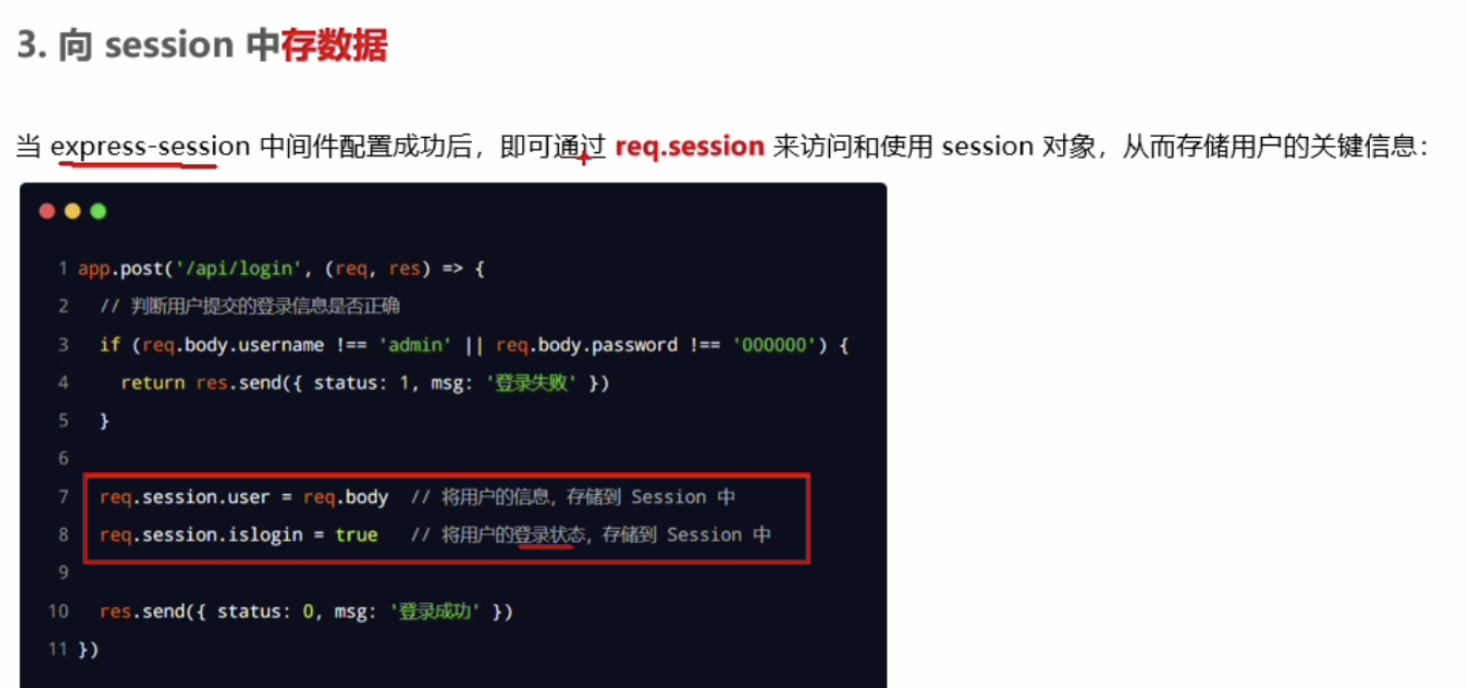 3. 向 session 中存数据
当 express-session 中间件配置成功后，即可通过 req.session 来访问和使用 session 对象，从而存储用户的关键信息：
1 app.post('/api/login', (req, res) => {
2 // 判断用户提交的登录信息是否正确
3 if (req.body.username !== 'admin' || req.body.password !== '000000') {
4 return res.send({ status: 1, msg: '登录失败' })
5 }
6
7 req.session.user = req.body // 将用户的信息，存储到 Session 中
8 req.session.islogin = true // 将用户的登录状态，存储到 Session 中
9
10 res.send({ status: 0, msg: '登录成功' })
11 })